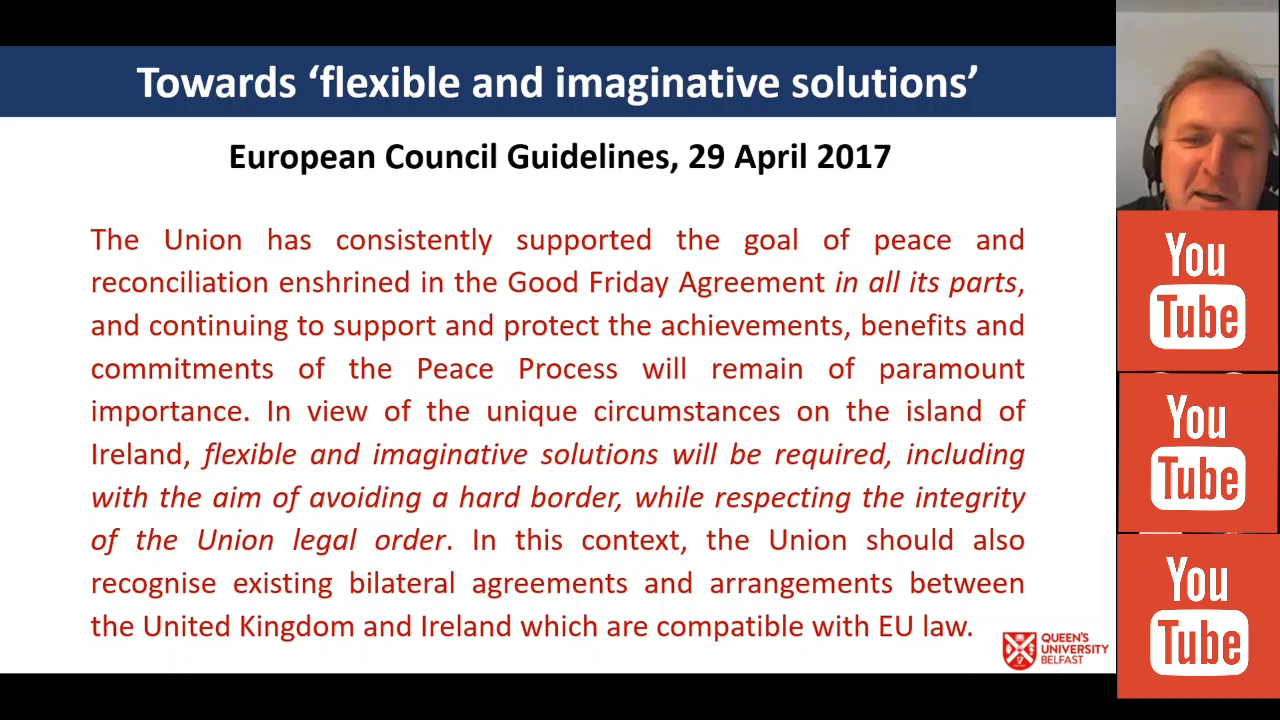 Towards ‘flexible and imaginative solutions’
European Council Guidelines, 29 April 2017
The Union has consistently supported the goal of peace and
reconciliation enshrined in the Good Friday Agreement in all its parts,
and continuing to support and protect the achievements, benefits and
commitments of the Peace Process will remain of paramount
importance. In view of the unique circumstances on the island of
Ireland, flexible and imaginative solutions will be required, including
with the aim of avoiding a hard border, while respecting the integrity
of the Union legal order. In this context, the Union should also
recognise existing bilateral agreements and arrangements between
the United Kingdom and Ireland which are compatible with EU law.
QUEEN'S
UNIVERSITY
BELFAST
You
Tube
You
Tube
You
Tube